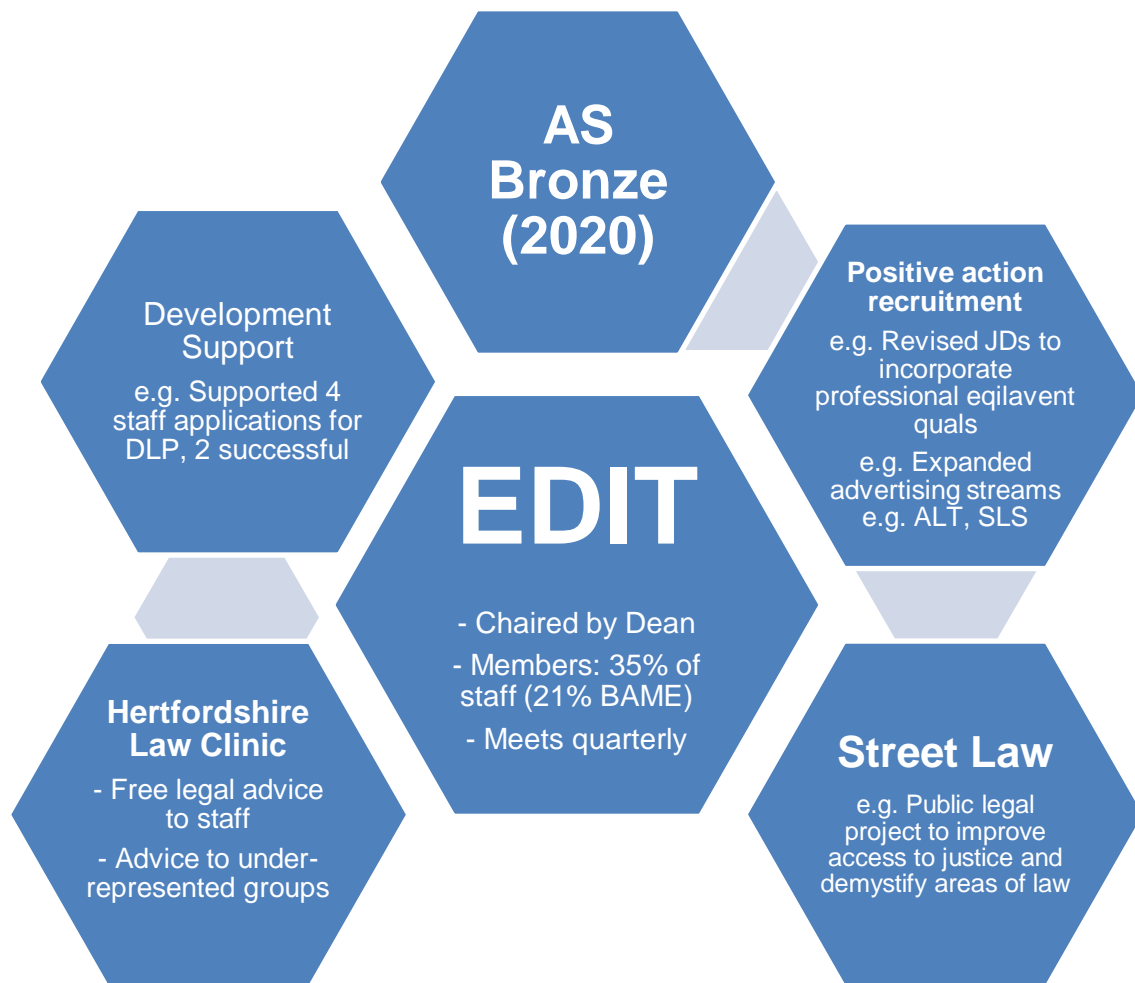 AS
Bronze
(2020)
Development
Support
e.g. Supported 4
staff applications for
DLP, 2 successful
Positive action
recruitment
e.g. Revised JDs to
incorporate
professional eqilavent
quals
e.g. Expanded
advertising streams
e.g. ALT, SLS
EDIT
- Chaired by Dean
- Members: 35% of
staff (21% BAME)
- Meets quarterly
Hertfordshire
Law Clinic
- Free legal advice
to staff
- Advice to under-
represented groups
Street Law
e.g. Public legal
project to improve
access to justice and
demystify areas of law